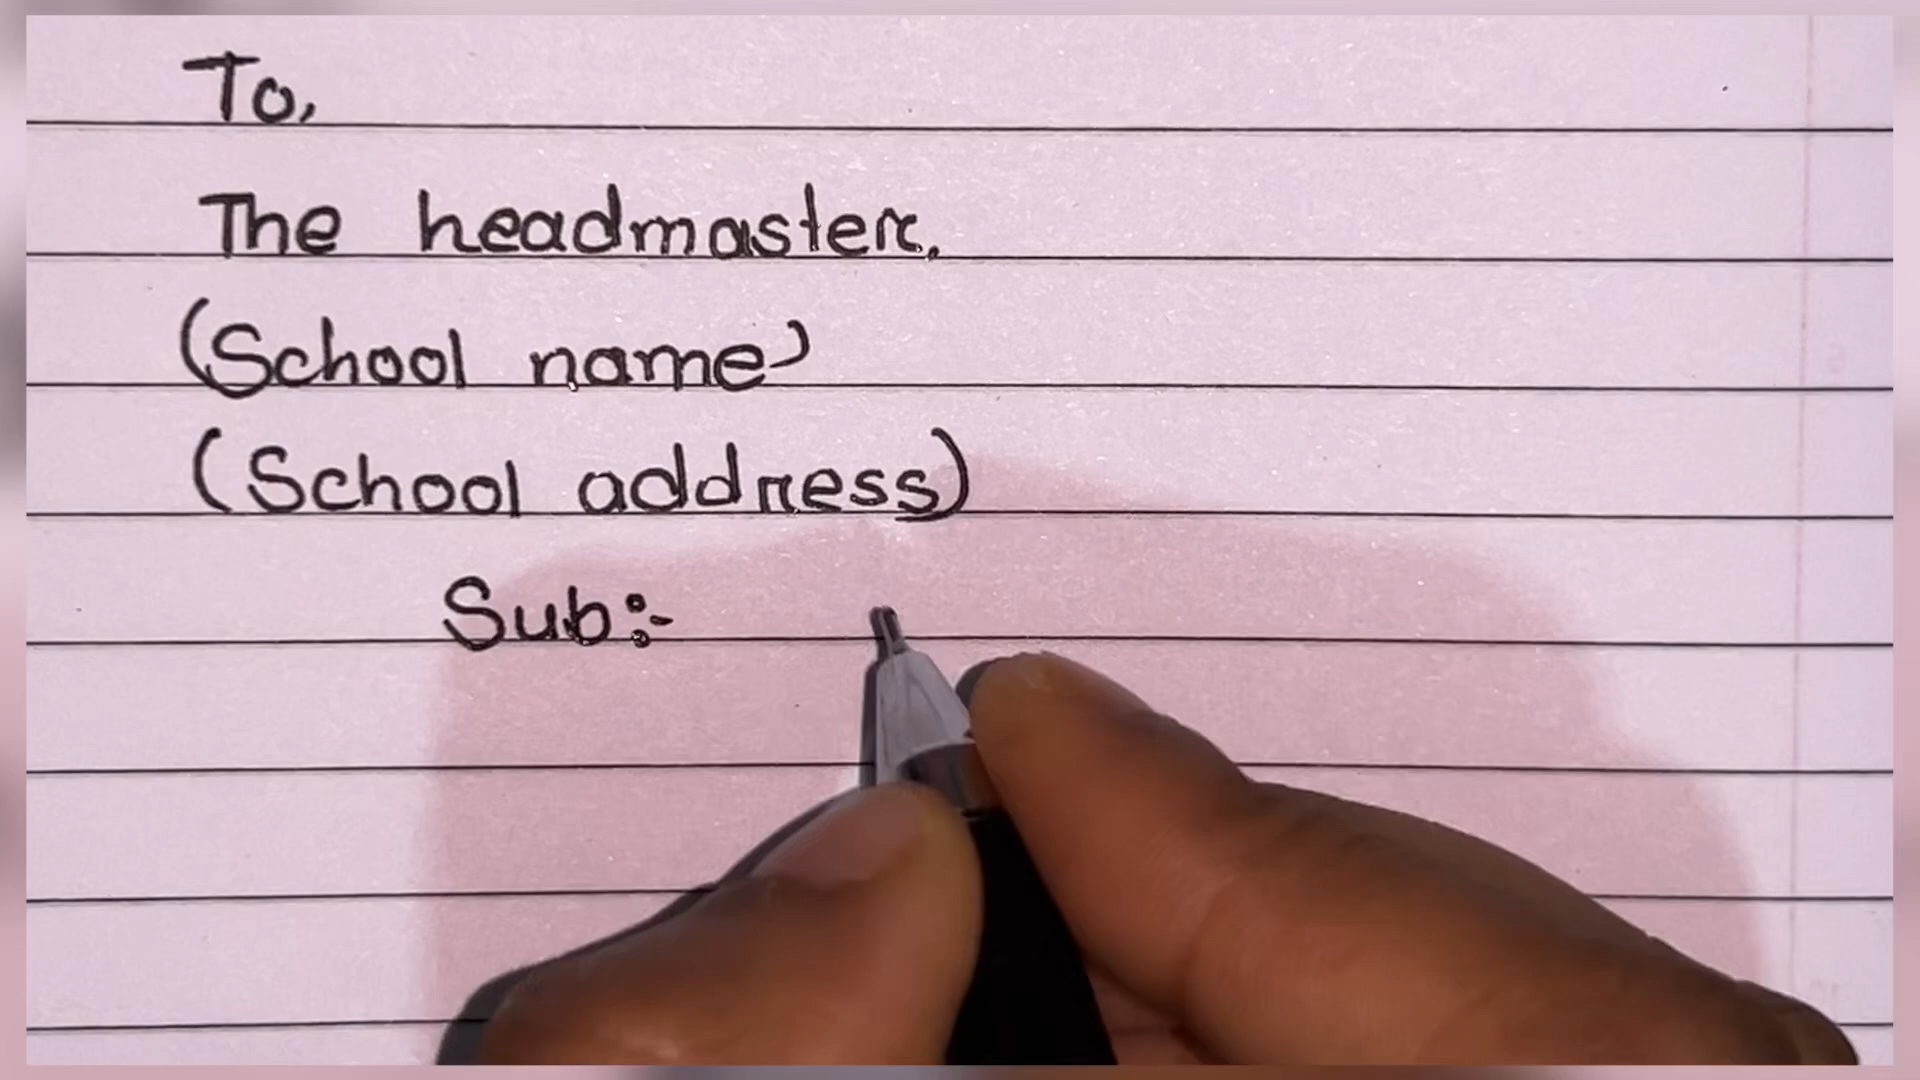 To,
The headmaster.
(School name)
(School address)
Sub:-